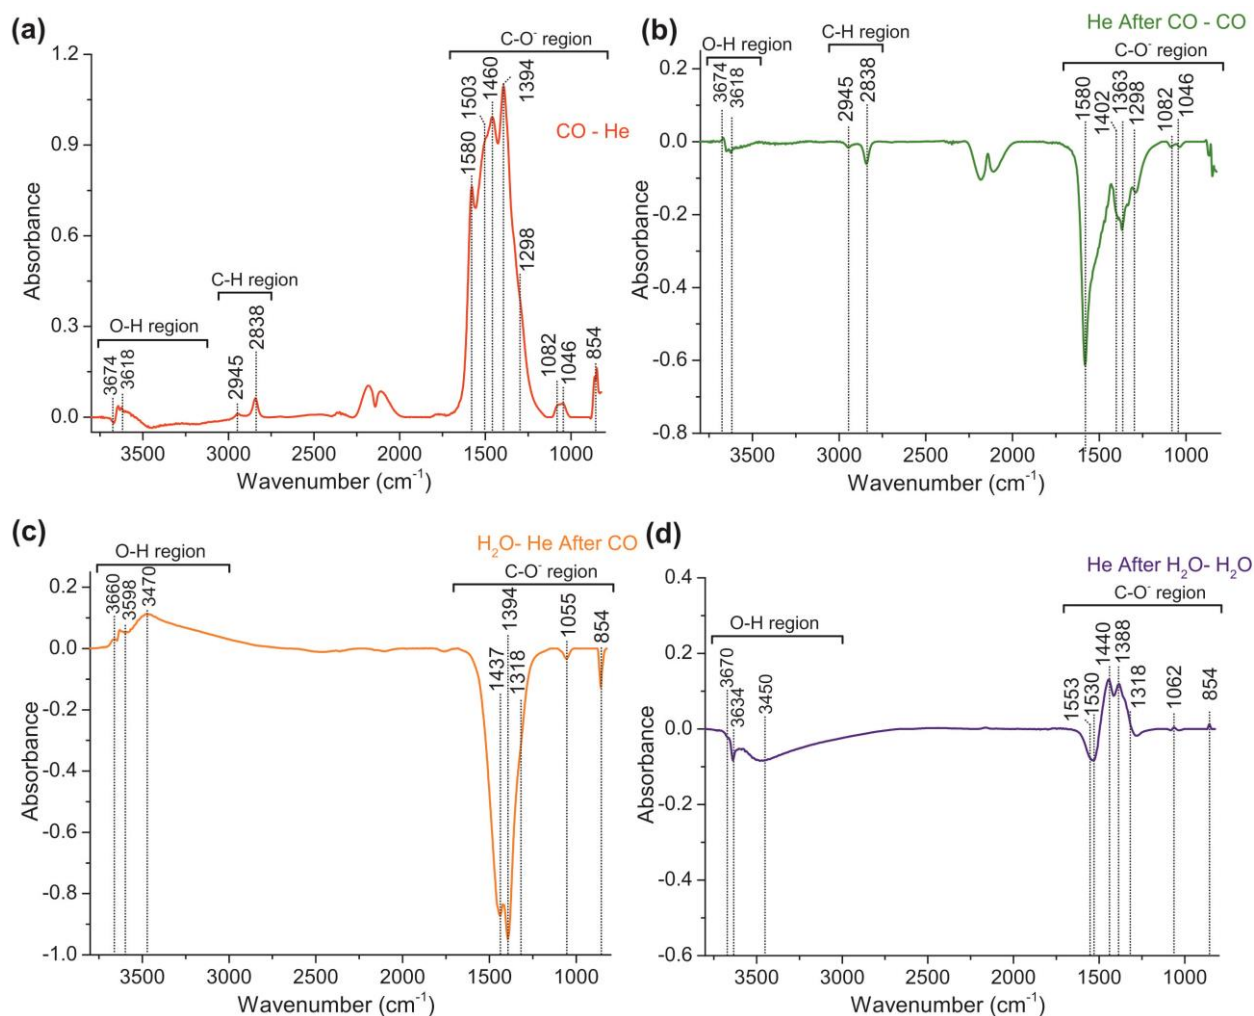 (a)
C-O⁻ region
1.2
1503
1460
1394
CO - He
1580
0.9
Absorbance
0.6
1298
C-H region
O-H region
2838
0.3
3674
3618
2945
1082
1046
854
0.0
3500 3000 2500 2000 1500 1000
Wavenumber (cm⁻¹)
(b)
He After CO - CO
O-H region
C-H region
C-O⁻ region
0.2
3674
3618
2945
2838
1580
1402
1363
1298
1082
1046
0.0
-0.2
Absorbance
-0.4
-0.6
-0.8
3500 3000 2500 2000 1500 1000
Wavenumber (cm⁻¹)
(c)
H₂O- He After CO
O-H region
C-O⁻ region
0.2
3660
3598
3470
1437
1394
1318
1055
854
0.0
-0.2
Absorbance
-0.4
-0.6
-0.8
-1.0
3500 3000 2500 2000 1500 1000
Wavenumber (cm⁻¹)
(d)
He After H₂O- H₂O
0.4
C-O⁻ region
O-H region
0.2
3670
3634
3450
1553
1530
1440
1388
1318
1062
854
0.0
Absorbance
-0.2
-0.4
-0.6
3500 3000 2500 2000 1500 1000
Wavenumber (cm⁻¹)